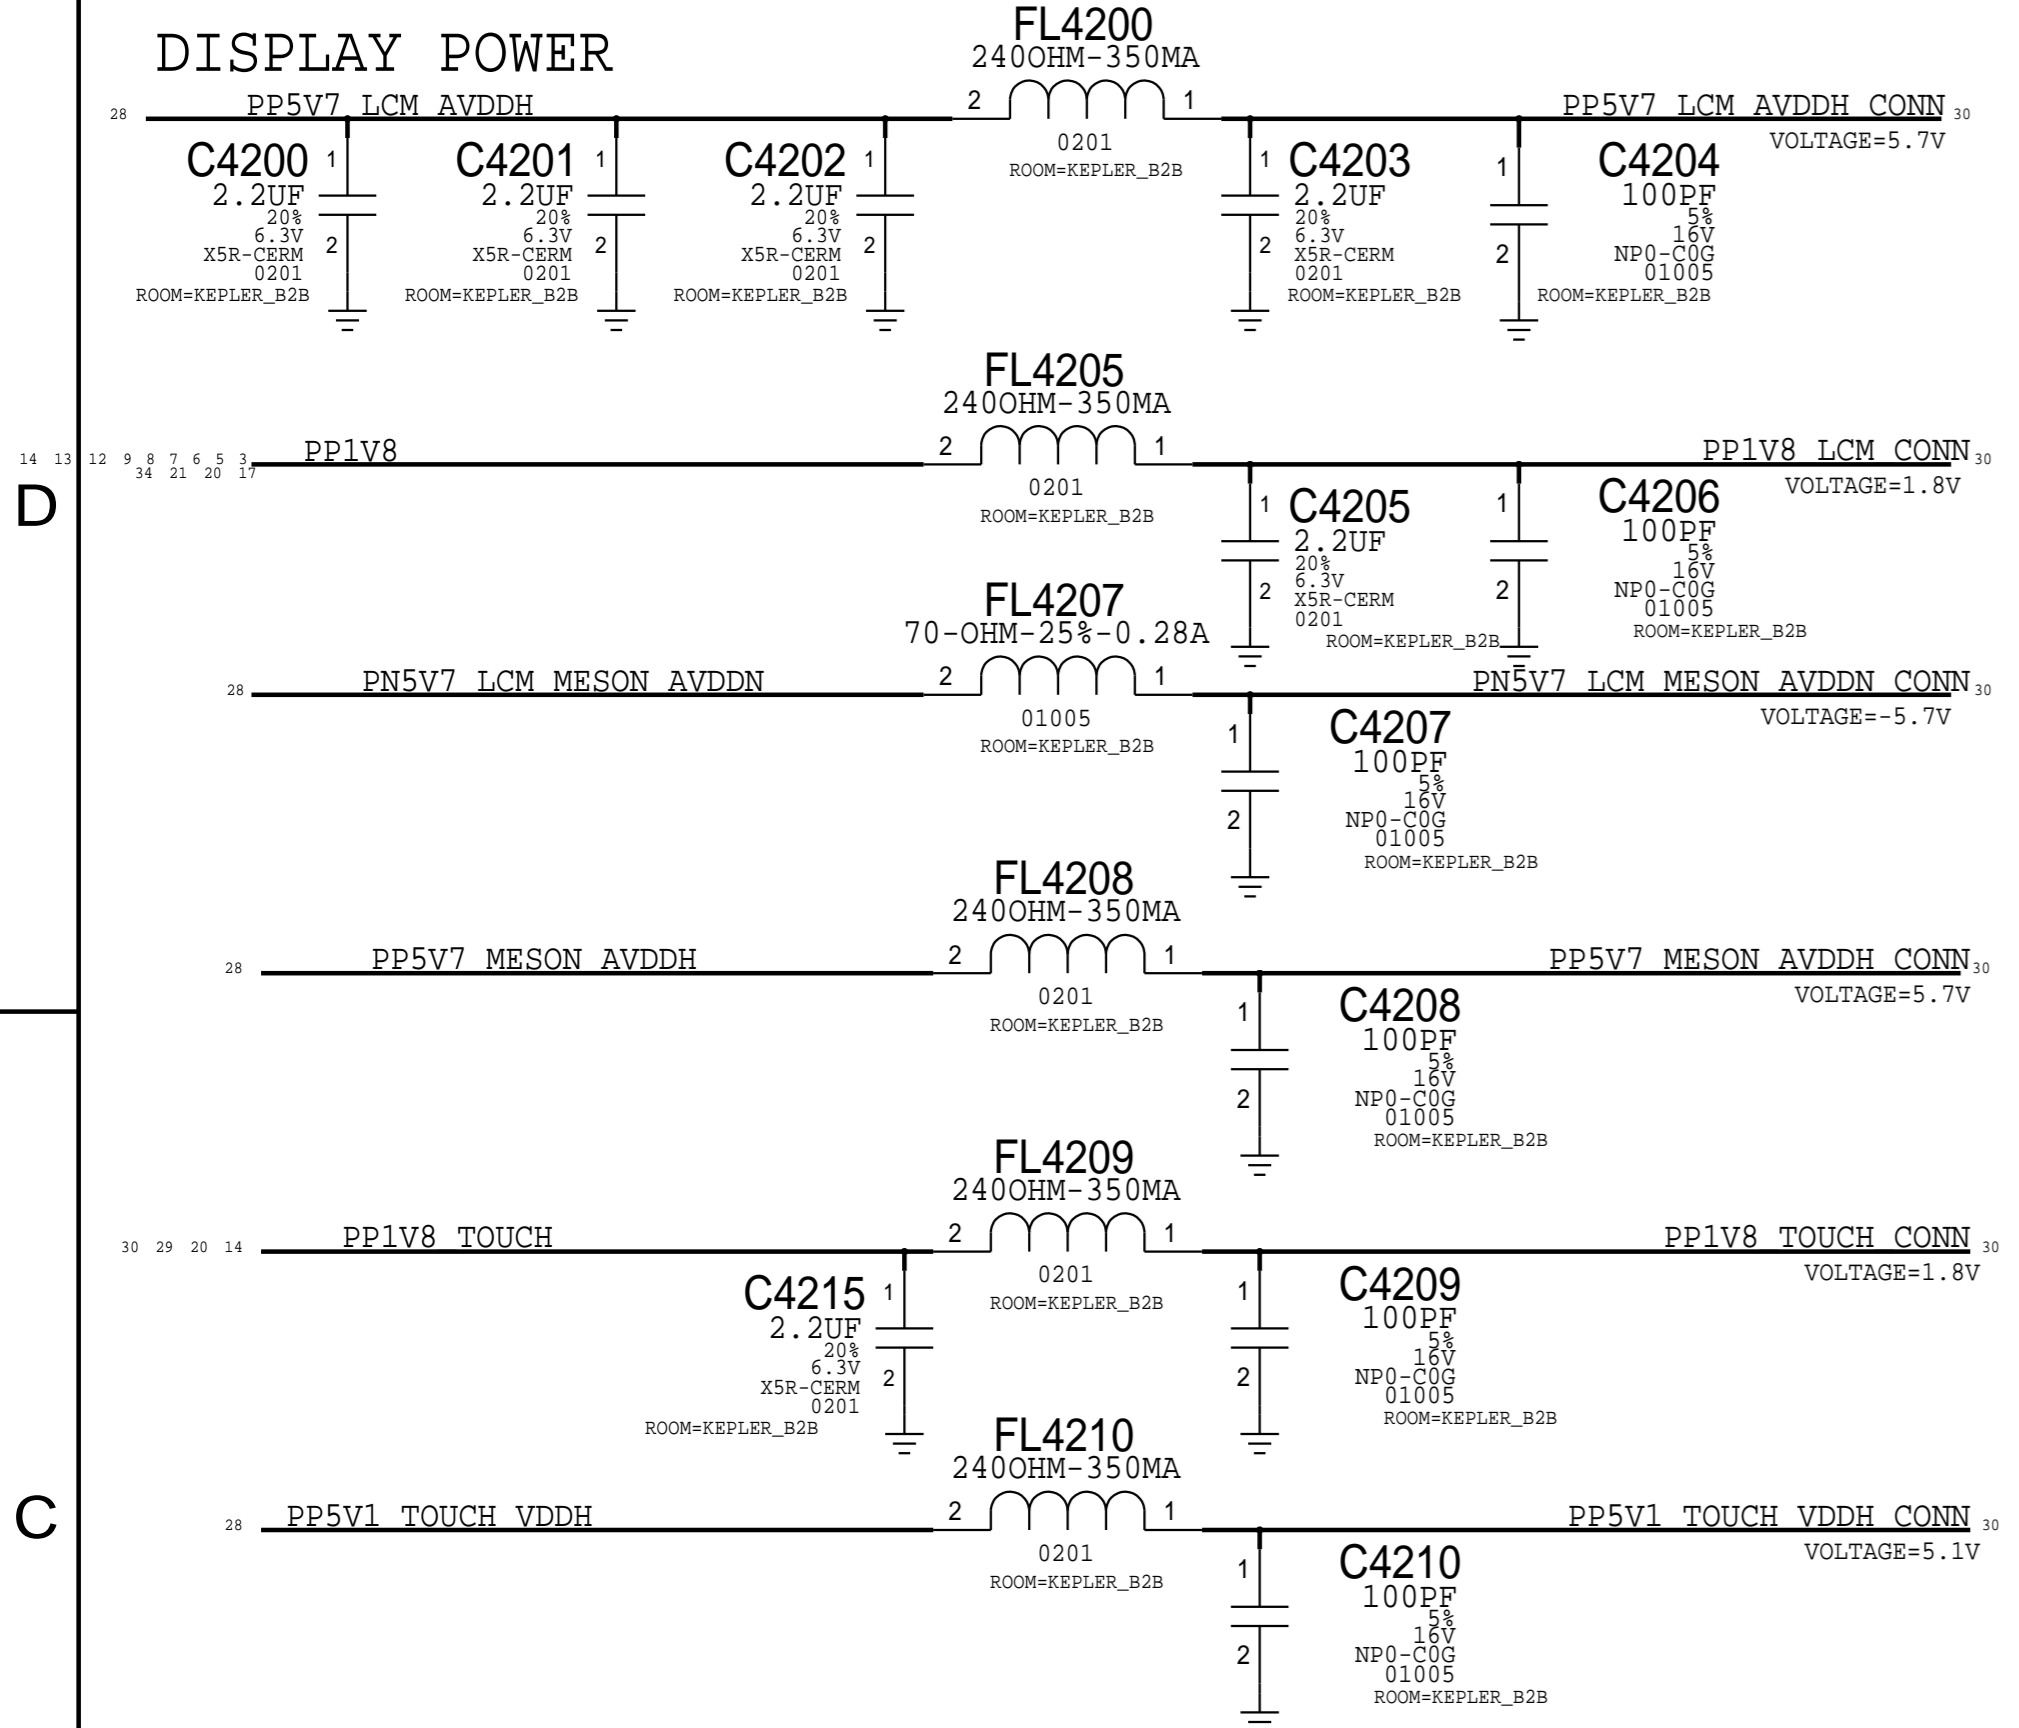 DISPLAY POWER
FL4200
240OHM-350MA
28
PP5V7 LCM AVDDH
2
1
PP5V7 LCM AVDDH CONN
30
VOLTAGE=5.7V
0201
ROOM=KEPLER_B2B
C4200
1
2.2UF
20%
6.3V
2
X5R-CERM
0201
ROOM=KEPLER_B2B
C4201
1
2.2UF
20%
6.3V
2
X5R-CERM
0201
ROOM=KEPLER_B2B
C4202
1
2.2UF
20%
6.3V
2
X5R-CERM
0201
ROOM=KEPLER_B2B
1
C4203
2.2UF
20%
6.3V
2
X5R-CERM
0201
ROOM=KEPLER_B2B
1
C4204
100PF
5%
16V
2
NP0-C0G
01005
ROOM=KEPLER_B2B
FL4205
240OHM-350MA
14 13 12 9 8 7 6 5 3
34 21 20 17
PP1V8
2
1
PP1V8 LCM CONN
30
VOLTAGE=1.8V
0201
ROOM=KEPLER_B2B
D
1
C4205
2.2UF
20%
6.3V
2
X5R-CERM
0201
ROOM=KEPLER_B2B
1
C4206
100PF
5%
16V
2
NP0-C0G
01005
ROOM=KEPLER_B2B
FL4207
70-OHM-25%-0.28A
28
PN5V7 LCM MESON AVDDN
2
1
PN5V7 LCM MESON AVDDN CONN
30
VOLTAGE=-5.7V
01005
ROOM=KEPLER_B2B
1
C4207
100PF
5%
16V
2
NP0-C0G
01005
ROOM=KEPLER_B2B
FL4208
240OHM-350MA
28
PP5V7 MESON AVDDH
2
1
PP5V7 MESON AVDDH CONN
30
VOLTAGE=5.7V
0201
ROOM=KEPLER_B2B
1
C4208
100PF
5%
16V
2
NP0-C0G
01005
ROOM=KEPLER_B2B
FL4209
240OHM-350MA
30 29 20 14
PP1V8 TOUCH
2
1
PP1V8 TOUCH CONN
30
VOLTAGE=1.8V
0201
ROOM=KEPLER_B2B
C4215
1
2.2UF
20%
6.3V
2
X5R-CERM
0201
ROOM=KEPLER_B2B
1
C4209
100PF
5%
16V
2
NP0-C0G
01005
ROOM=KEPLER_B2B
FL4210
240OHM-350MA
C
28
PP5V1 TOUCH VDDH
2
1
PP5V1 TOUCH VDDH CONN
30
VOLTAGE=5.1V
0201
ROOM=KEPLER_B2B
1
C4210
100PF
5%
16V
2
NP0-C0G
01005
ROOM=KEPLER_B2B